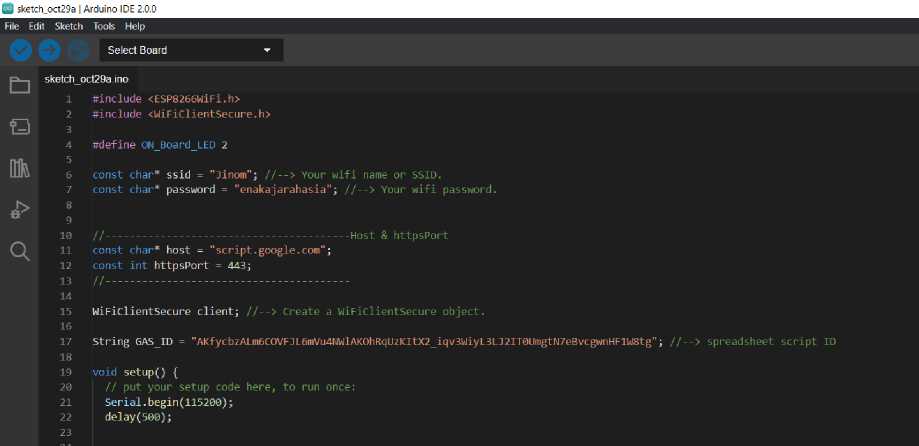 sketch_oct29a | Arduino IDE 2.0.0
File Edit Sketch Tools Help
Select Board
sketch_oct29a.ino
1 #include <ESP8266WiFi.h>
2 #include <WiFiClientSecure.h>
3
4 #define ON_Board_LED 2
5
6 const char* ssid = "Jinom"; //--> Your wifi name or SSID.
7 const char* password = "enakajarahasia"; //--> Your wifi password.
8
9
10 //----------------------------------------Host & httpsPort
11 const char* host = "script.google.com";
12 const int httpsPort = 443;
13 //----------------------------------------
14
15 WiFiClientSecure client; //--> Create a WiFiClientSecure object.
16
17 String GAS_ID = "AKfycbzALm6COVFJL6mVu4NWlAKOhRqUzKItX2_iqv3WiyL3LJ2IT0UmgtN7eBvcgwnHF1W8tg"; //--> spreadsheet script ID
18
19 void setup() {
20 // put your setup code here, to run once:
21 Serial.begin(115200);
22 delay(500);
23